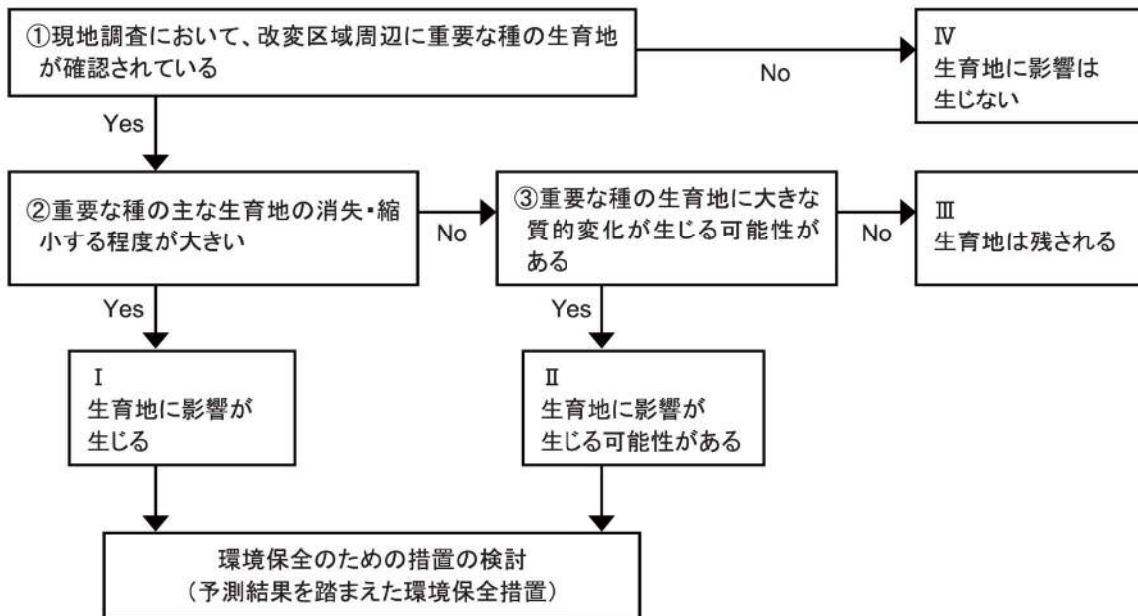 ①現地調査において、改変区域周辺に重要な種の生育地
が確認されている
No
Ⅳ
生育地に影響は
生じない
Yes
②重要な種の主な生育地の消失・縮
小する程度が大きい
No
③重要な種の生育地に大きな
質的変化が生じる可能性が
ある
No
Ⅲ
生育地は残される
Yes
Yes
Ⅰ
生育地に影響が
生じる
Ⅱ
生育地に影響が
生じる可能性がある
環境保全のための措置の検討
(予測結果を踏まえた環境保全措置)